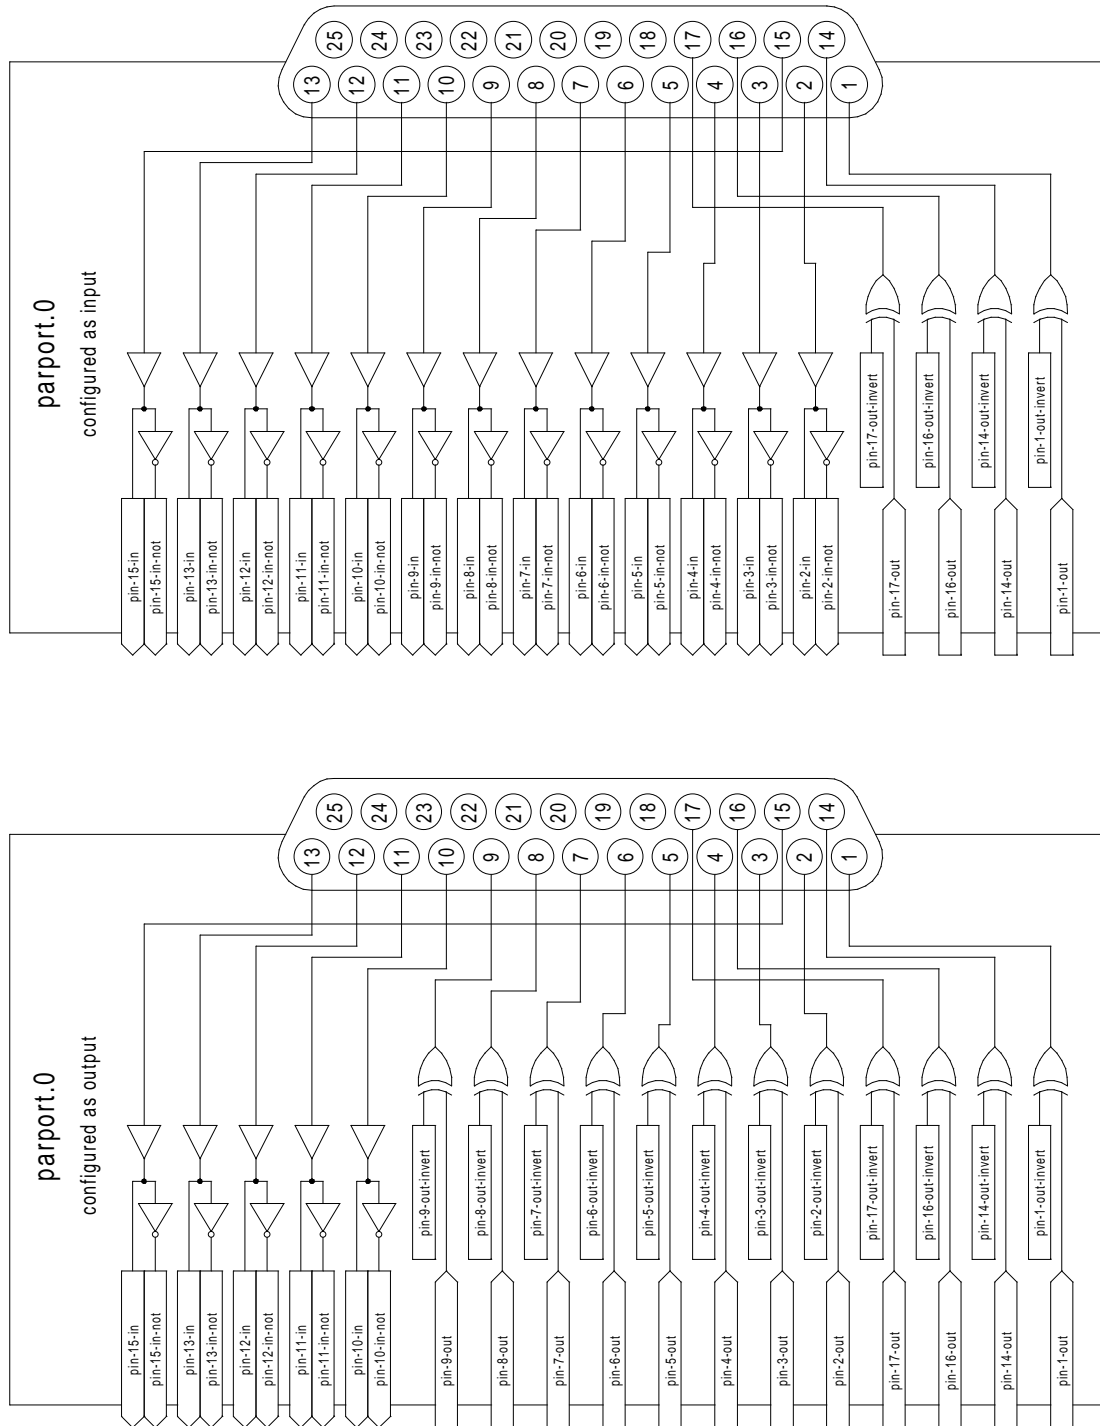 25
24
23
22
21
20
19
18
17
16
15
14
13
12
11
10
9
8
7
6
5
4
3
2
1
parport.0
configured as input
pin-15-in
pin-15-in-not
pin-13-in
pin-13-in-not
pin-12-in
pin-12-in-not
pin-11-in
pin-11-in-not
pin-10-in
pin-10-in-not
pin-9-in
pin-9-in-not
pin-8-in
pin-8-in-not
pin-7-in
pin-7-in-not
pin-6-in
pin-6-in-not
pin-5-in
pin-5-in-not
pin-4-in
pin-4-in-not
pin-3-in
pin-3-in-not
pin-2-in
pin-2-in-not
pin-17-out-invert
pin-17-out
pin-16-out-invert
pin-16-out
pin-14-out-invert
pin-14-out
pin-1-out-invert
pin-1-out
25
24
23
22
21
20
19
18
17
16
15
14
13
12
11
10
9
8
7
6
5
4
3
2
1
parport.0
configured as output
pin-15-in
pin-15-in-not
pin-13-in
pin-13-in-not
pin-12-in
pin-12-in-not
pin-11-in
pin-11-in-not
pin-10-in
pin-10-in-not
pin-9-out-invert
pin-9-out
pin-8-out-invert
pin-8-out
pin-7-out-invert
pin-7-out
pin-6-out-invert
pin-6-out
pin-5-out-invert
pin-5-out
pin-4-out-invert
pin-4-out
pin-3-out-invert
pin-3-out
pin-2-out-invert
pin-2-out
pin-17-out-invert
pin-17-out
pin-16-out-invert
pin-16-out
pin-14-out-invert
pin-14-out
pin-1-out-invert
pin-1-out